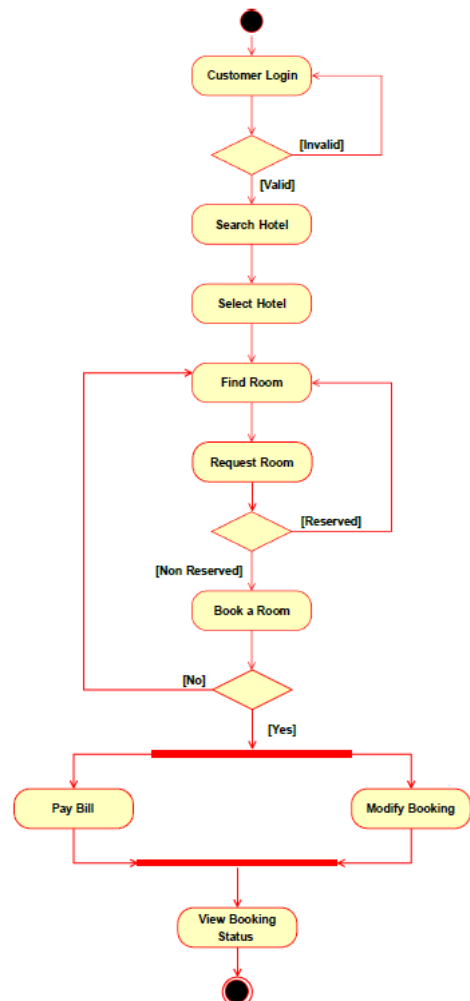 Customer Login
[Invalid]
[Valid]
Search Hotel
Select Hotel
Find Room
Request Room
[Reserved]
[Non Reserved]
Book a Room
[No]
[Yes]
Pay Bill
Modify Booking
View Booking
Status